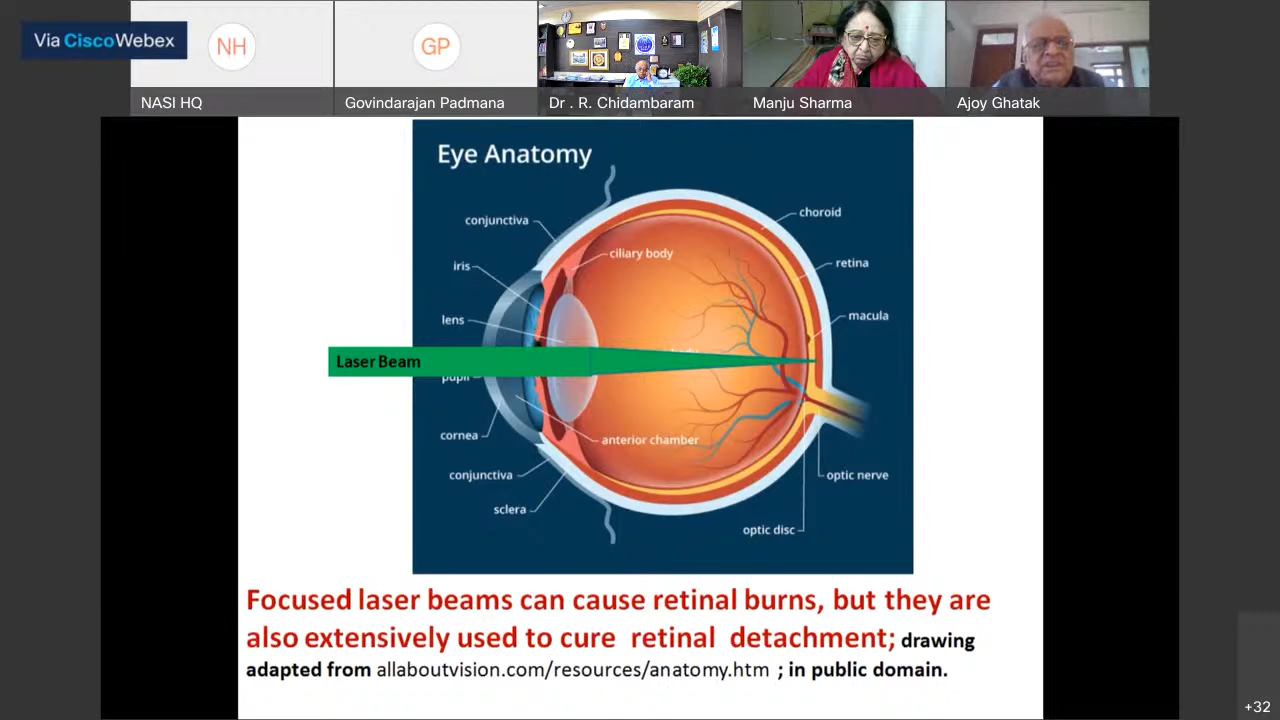 Via CiscoWebex
NH
GP
NASI HQ
Govindarajan Padmana
Dr . R. Chidambaram
Manju Sharma
Ajoy Ghatak
Eye Anatomy
conjunctiva
choroid
ciliary body
iris
retina
lens
macula
Laser Beam
pupil
cornea
anterior chamber
conjunctiva
optic nerve
sclera
optic disc
Focused laser beams can cause retinal burns, but they are
also extensively used to cure retinal detachment; drawing
adapted from allaboutvision.com/resources/anatomy.htm ; in public domain.
+32